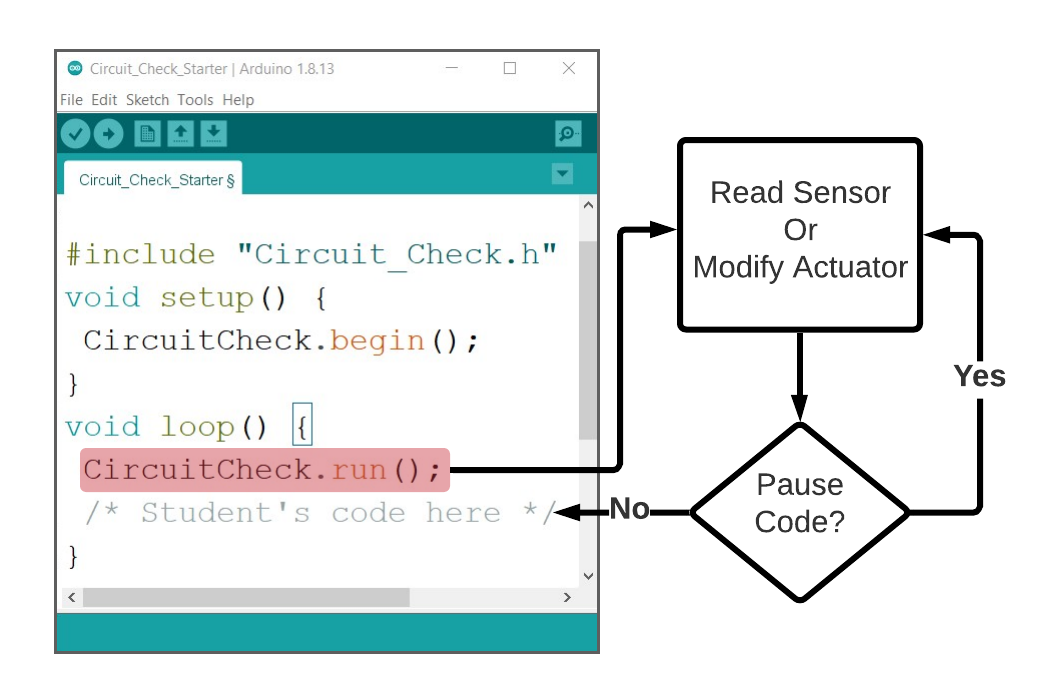 Circuit_Check_Starter | Arduino 1.8.13
File Edit Sketch Tools Help
Circuit_Check_Starter §
#include "Circuit_Check.h"
void setup() {
CircuitCheck.begin();
}
void loop() {
CircuitCheck.run();
/* Student's code here */
}
Read Sensor
Or
Modify Actuator
Yes
Pause
Code?
No